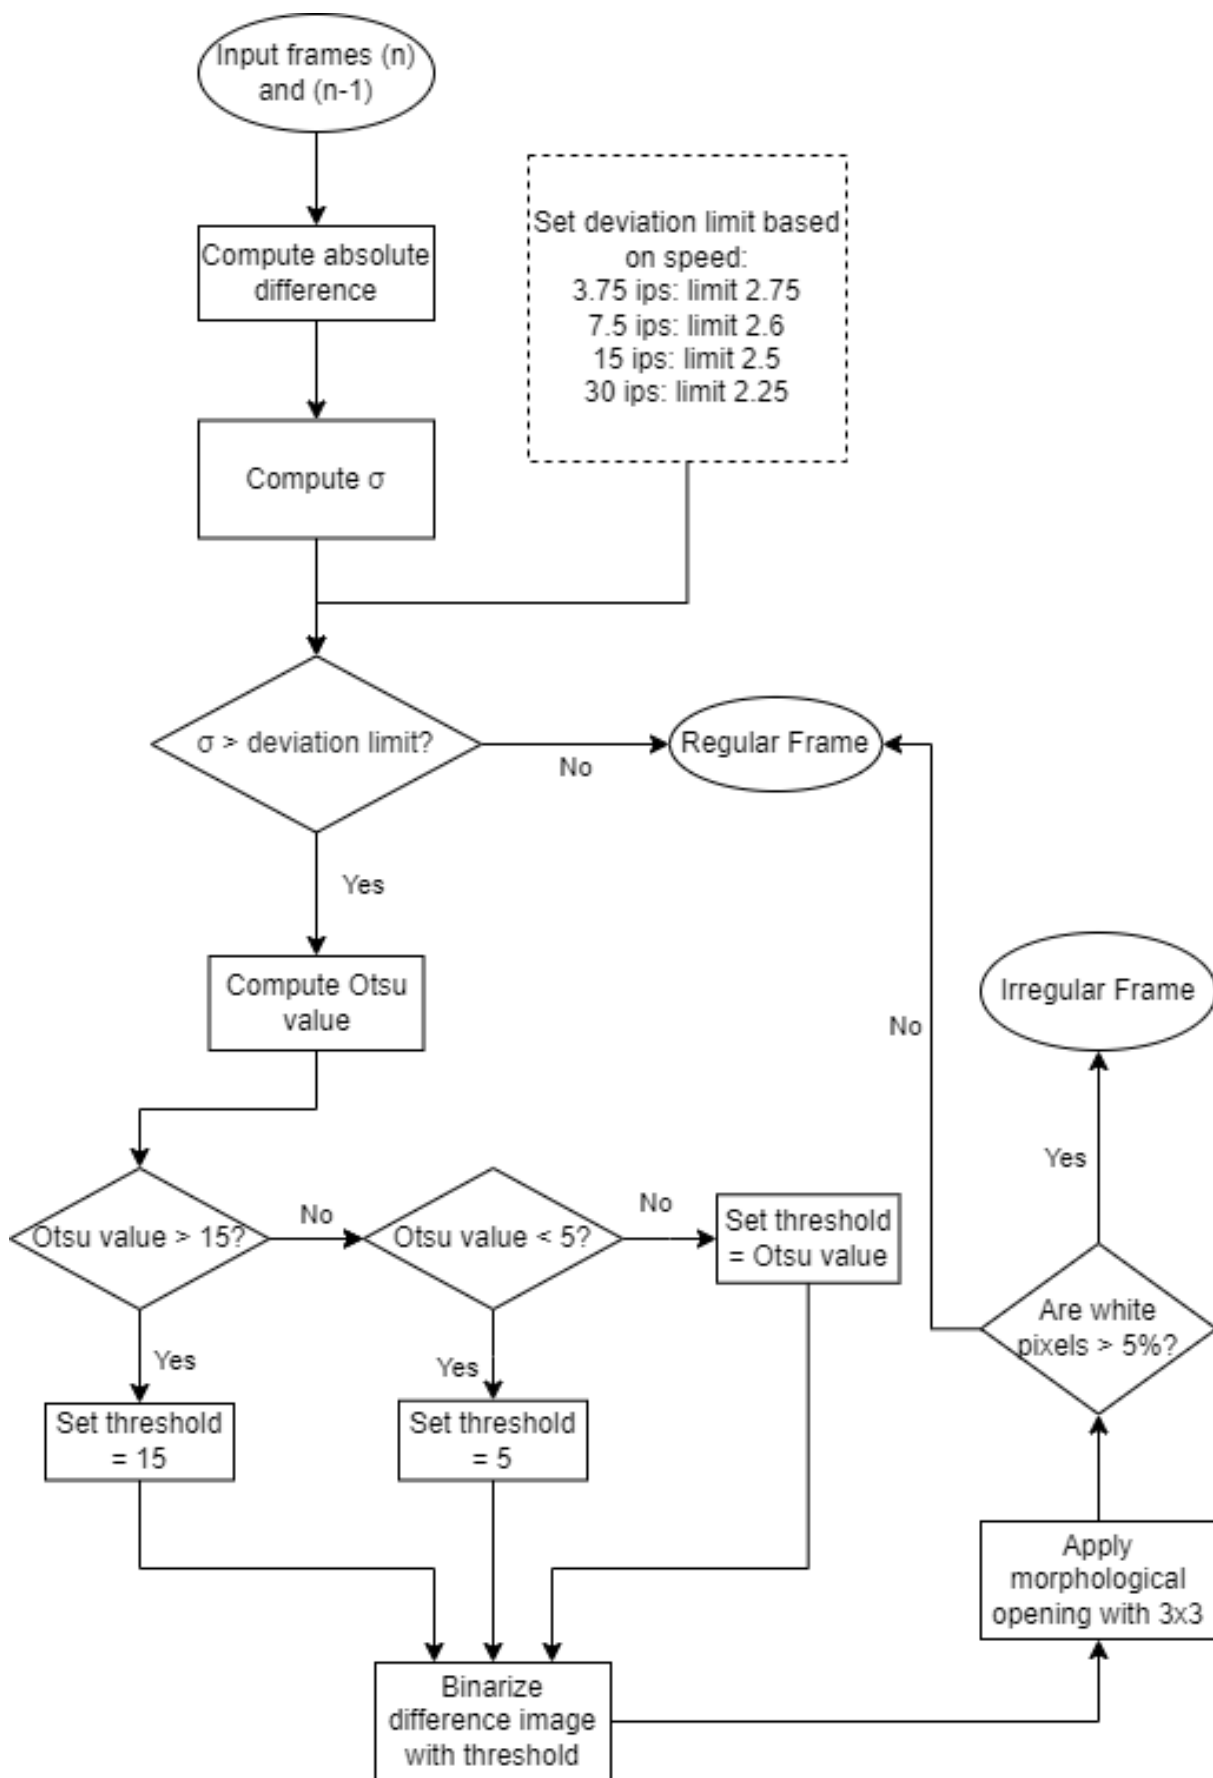 Input frames (n)
and (n-1)
Compute absolute
difference
Set deviation limit based
on speed:
3.75 ips: limit 2.75
7.5 ips: limit 2.6
15 ips: limit 2.5
30 ips: limit 2.25
Compute σ
σ > deviation limit?
No
Regular Frame
Yes
Compute Otsu
value
No
Irregular Frame
Yes
Otsu value > 15?
No
Otsu value < 5?
No
Set threshold
= Otsu value
Are white
pixels > 5%?
Yes
Set threshold
= 15
Yes
Set threshold
= 5
Apply
morphological
opening with 3x3
Binarize
difference image
with threshold